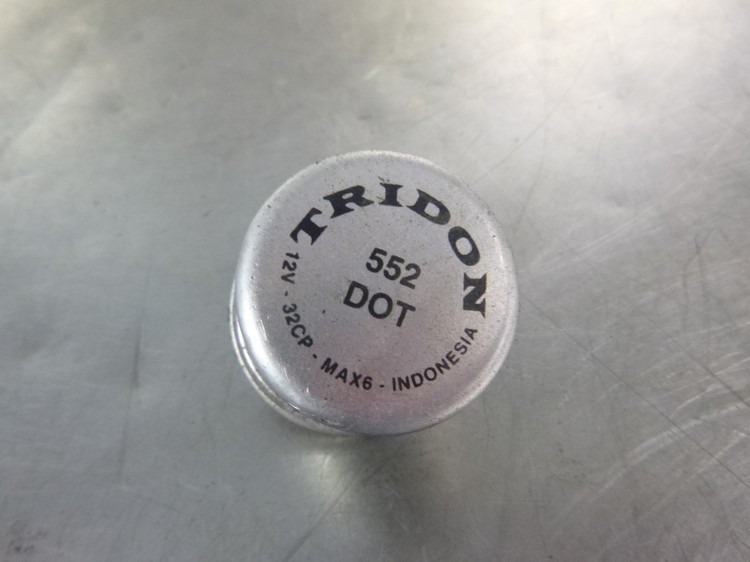 TRIDON
552
DOT
12V - 32CP - MAX6 - INDONESIA